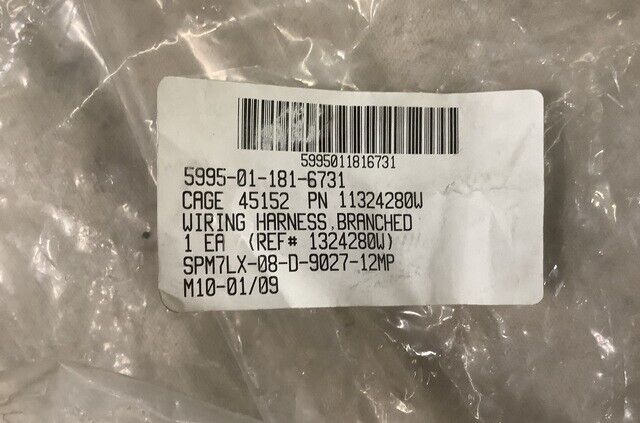 5995011816731
5995-01-181-6731
CAGE 45152 PN 11324280W
WIRING HARNESS,BRANCHED
1 EA (REF# 1324280W)
SPM7LX-08-D-9027-12MP
M10-01/09